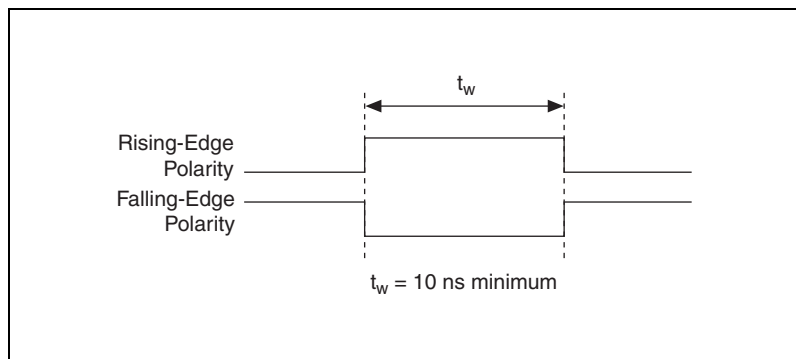 t_w
Rising-Edge
Polarity
Falling-Edge
Polarity
t_w = 10 ns minimum